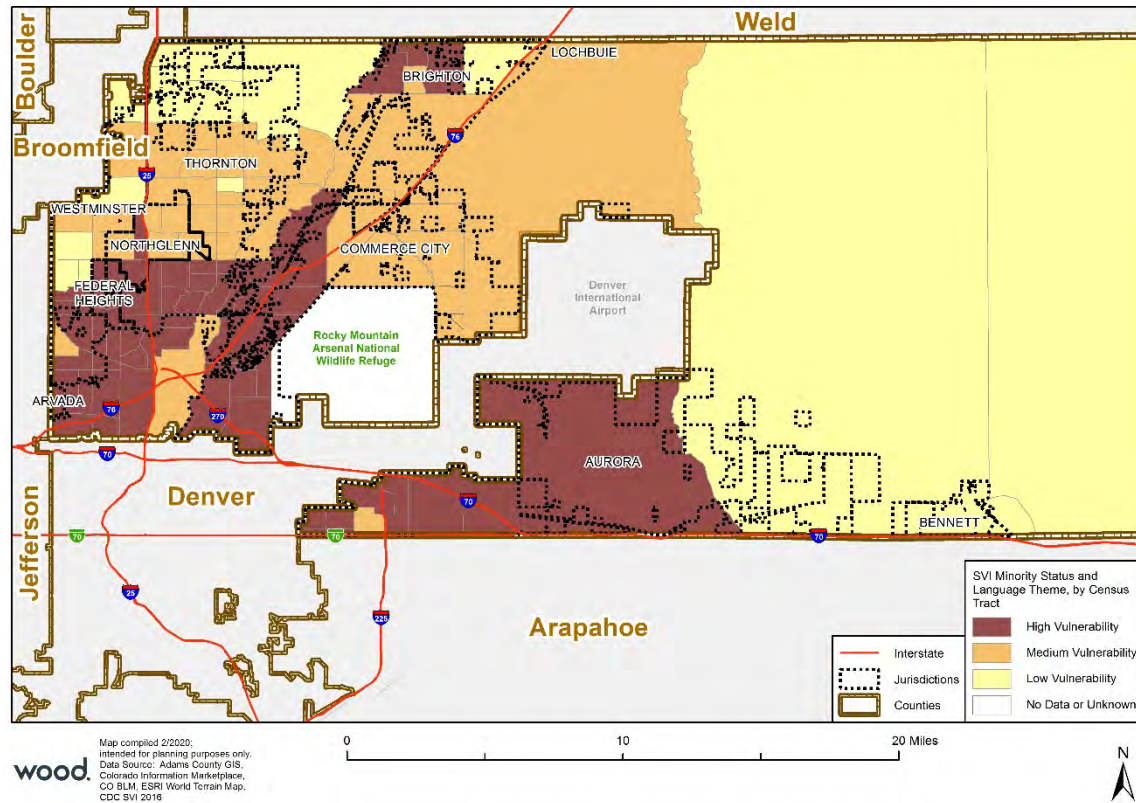 Weld
Boulder
LOCHBUIE
BRIGHTON
76
Broomfield
THORNTON
25
WESTMINSTER
NORTHGLENN
COMMERCE CITY
FEDERAL
HEIGHTS
Denver
International
Airport
Rocky Mountain
Arsenal National
Wildlife Refuge
ARVADA
76
270
70
AURORA
Denver
70
BENNETT
70
70
70
Jefferson
25
225
Arapahoe
SVI Minority Status and
Language Theme, by Census
Tract
High Vulnerability
Medium Vulnerability
Low Vulnerability
No Data or Unknown
Interstate
Jurisdictions
Counties
wood.
Map compiled 2/2020;
intended for planning purposes only.
Data Source: Adams County GIS,
Colorado Information Marketplace,
CO BLM, ESRI World Terrain Map,
CDC SVI 2016
0
10
20 Miles
N